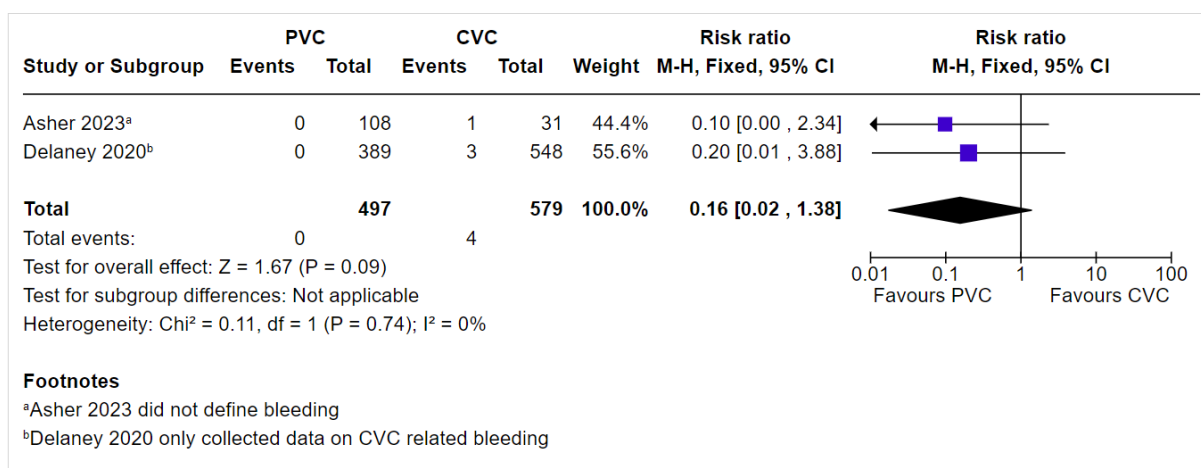 PVC CVC Risk ratio Risk ratio
Study or Subgroup Events Total Events Total Weight M-H, Fixed, 95% CI M-H, Fixed, 95% CI
Asher 2023ᵃ 0 108 1 31 44.4% 0.10 [0.00 , 2.34]
Delaney 2020ᵇ 0 389 3 548 55.6% 0.20 [0.01 , 3.88]
Total 497 579 100.0% 0.16 [0.02 , 1.38]
Total events: 0 4
Test for overall effect: Z = 1.67 (P = 0.09)
0.01 0.1 1 10 100
Test for subgroup differences: Not applicable
Favours PVC Favours CVC
Heterogeneity: Chi² = 0.11, df = 1 (P = 0.74); I² = 0%
Footnotes
ᵃAsher 2023 did not define bleeding
ᵇDelaney 2020 only collected data on CVC related bleeding